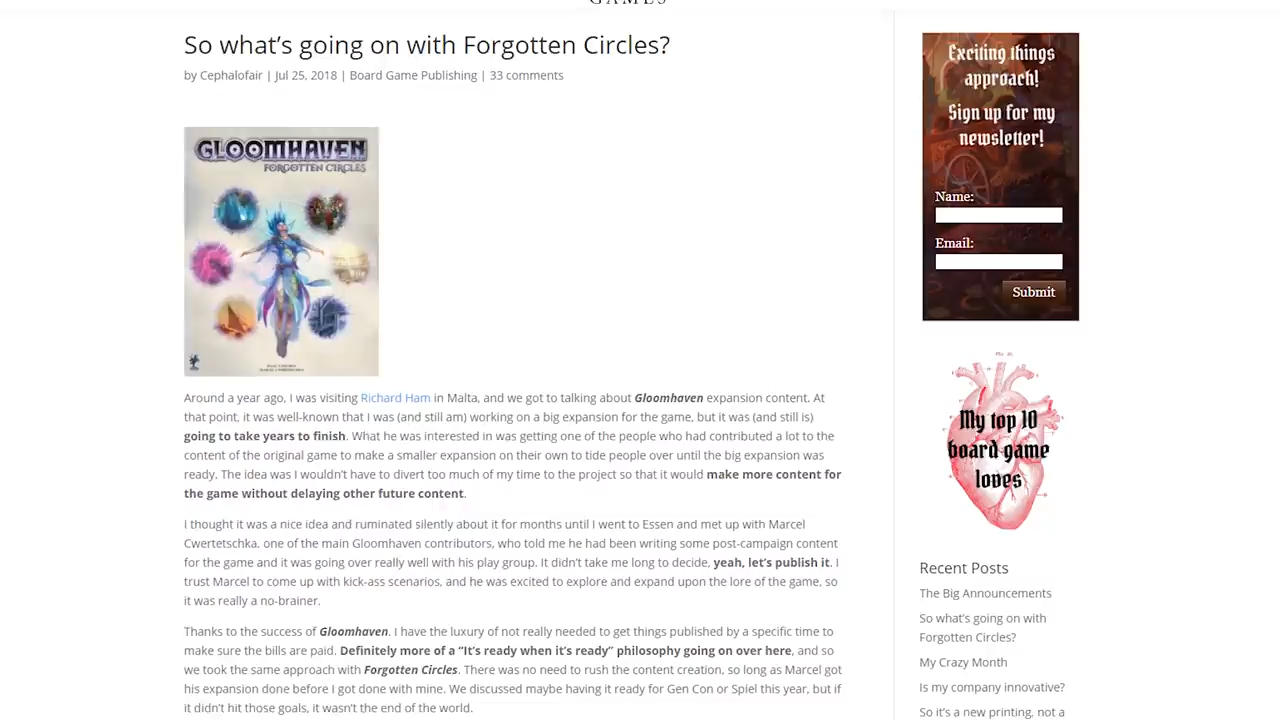 GAMES
So what's going on with Forgotten Circles?
by Cephalofair | Jul 25, 2018 | Board Game Publishing | 33 comments
GLOOMHAVEN
FORGOTTEN CIRCLES
Around a year ago, I was visiting Richard Ham in Malta, and we got to talking about Gloomhaven expansion content. At
that point, it was well-known that I was (and still am) working on a big expansion for the game, but it was (and still is)
going to take years to finish. What he was interested in was getting one of the people who had contributed a lot to the
content of the original game to make a smaller expansion on their own to tide people over until the big expansion was
ready. The idea was I wouldn't have to divert too much of my time to the project so that it would make more content for
the game without delaying other future content.
I thought it was a nice idea and ruminated silently about it for months until I went to Essen and met up with Marcel
Cwertetschka. one of the main Gloomhaven contributors, who told me he had been writing some post-campaign content
for the game and it was going over really well with his play group. It didn't take me long to decide, yeah, let's publish it. I
trust Marcel to come up with kick-ass scenarios, and he was excited to explore and expand upon the lore of the game, so
it was really a no-brainer.
Thanks to the success of Gloomhaven. I have the luxury of not really needed to get things published by a specific time to
make sure the bills are paid. Definitely more of a “It's ready when it's ready” philosophy going on over here, and so
we took the same approach with Forgotten Circles. There was no need to rush the content creation, so long as Marcel got
his expansion done before I got done with mine. We discussed maybe having it ready for Gen Con or Spiel this year, but if
it didn't hit those goals, it wasn't the end of the world.
Exciting things
approach!
Sign up for my
newsletter!
Name:
Email:
Submit
My top 10
board game
loves
Recent Posts
The Big Announcements
So what's going on with
Forgotten Circles?
My Crazy Month
Is my company innovative?
So it's a new printing, not a